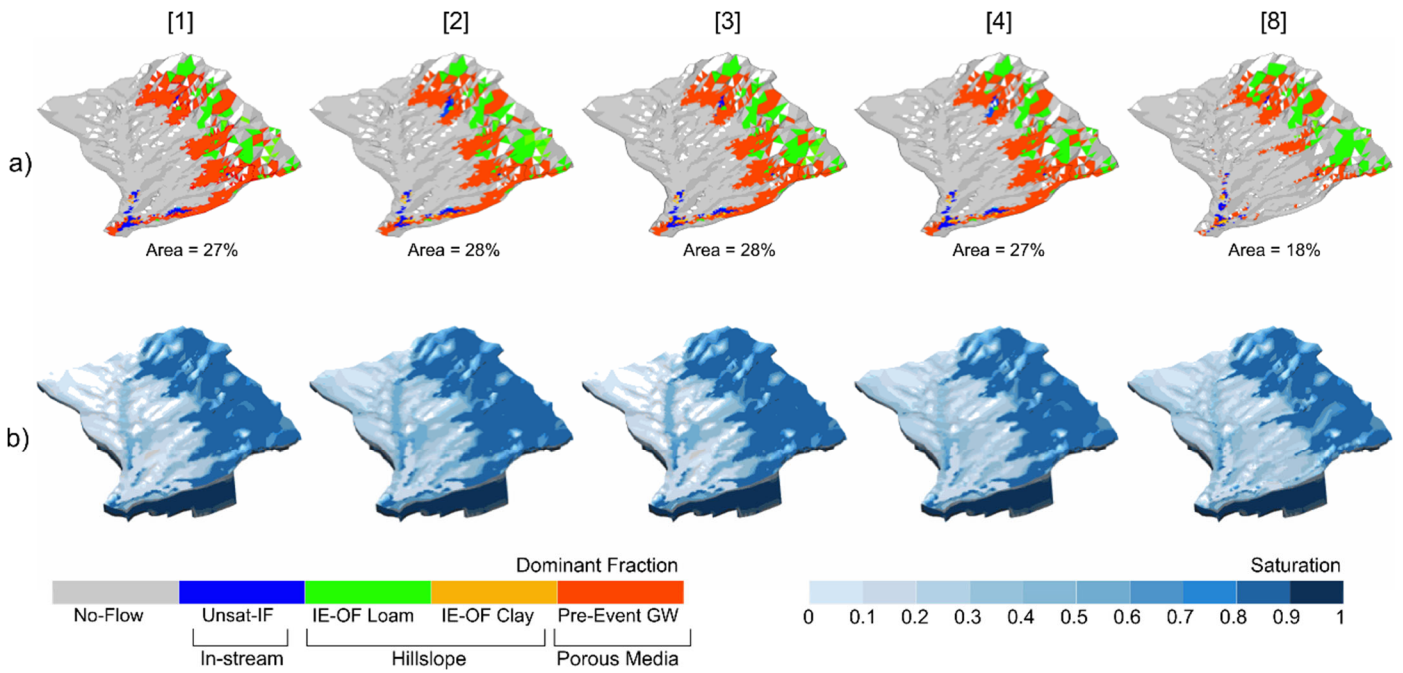 [1] [2] [3] [4] [8]
a)
Area = 27% Area = 28% Area = 28% Area = 27% Area = 18%
b)
Dominant Fraction
No-Flow Unsat-IF IE-OF Loam IE-OF Clay Pre-Event GW
In-stream Hillslope Porous Media
Saturation
0 0.1 0.2 0.3 0.4 0.5 0.6 0.7 0.8 0.9 1